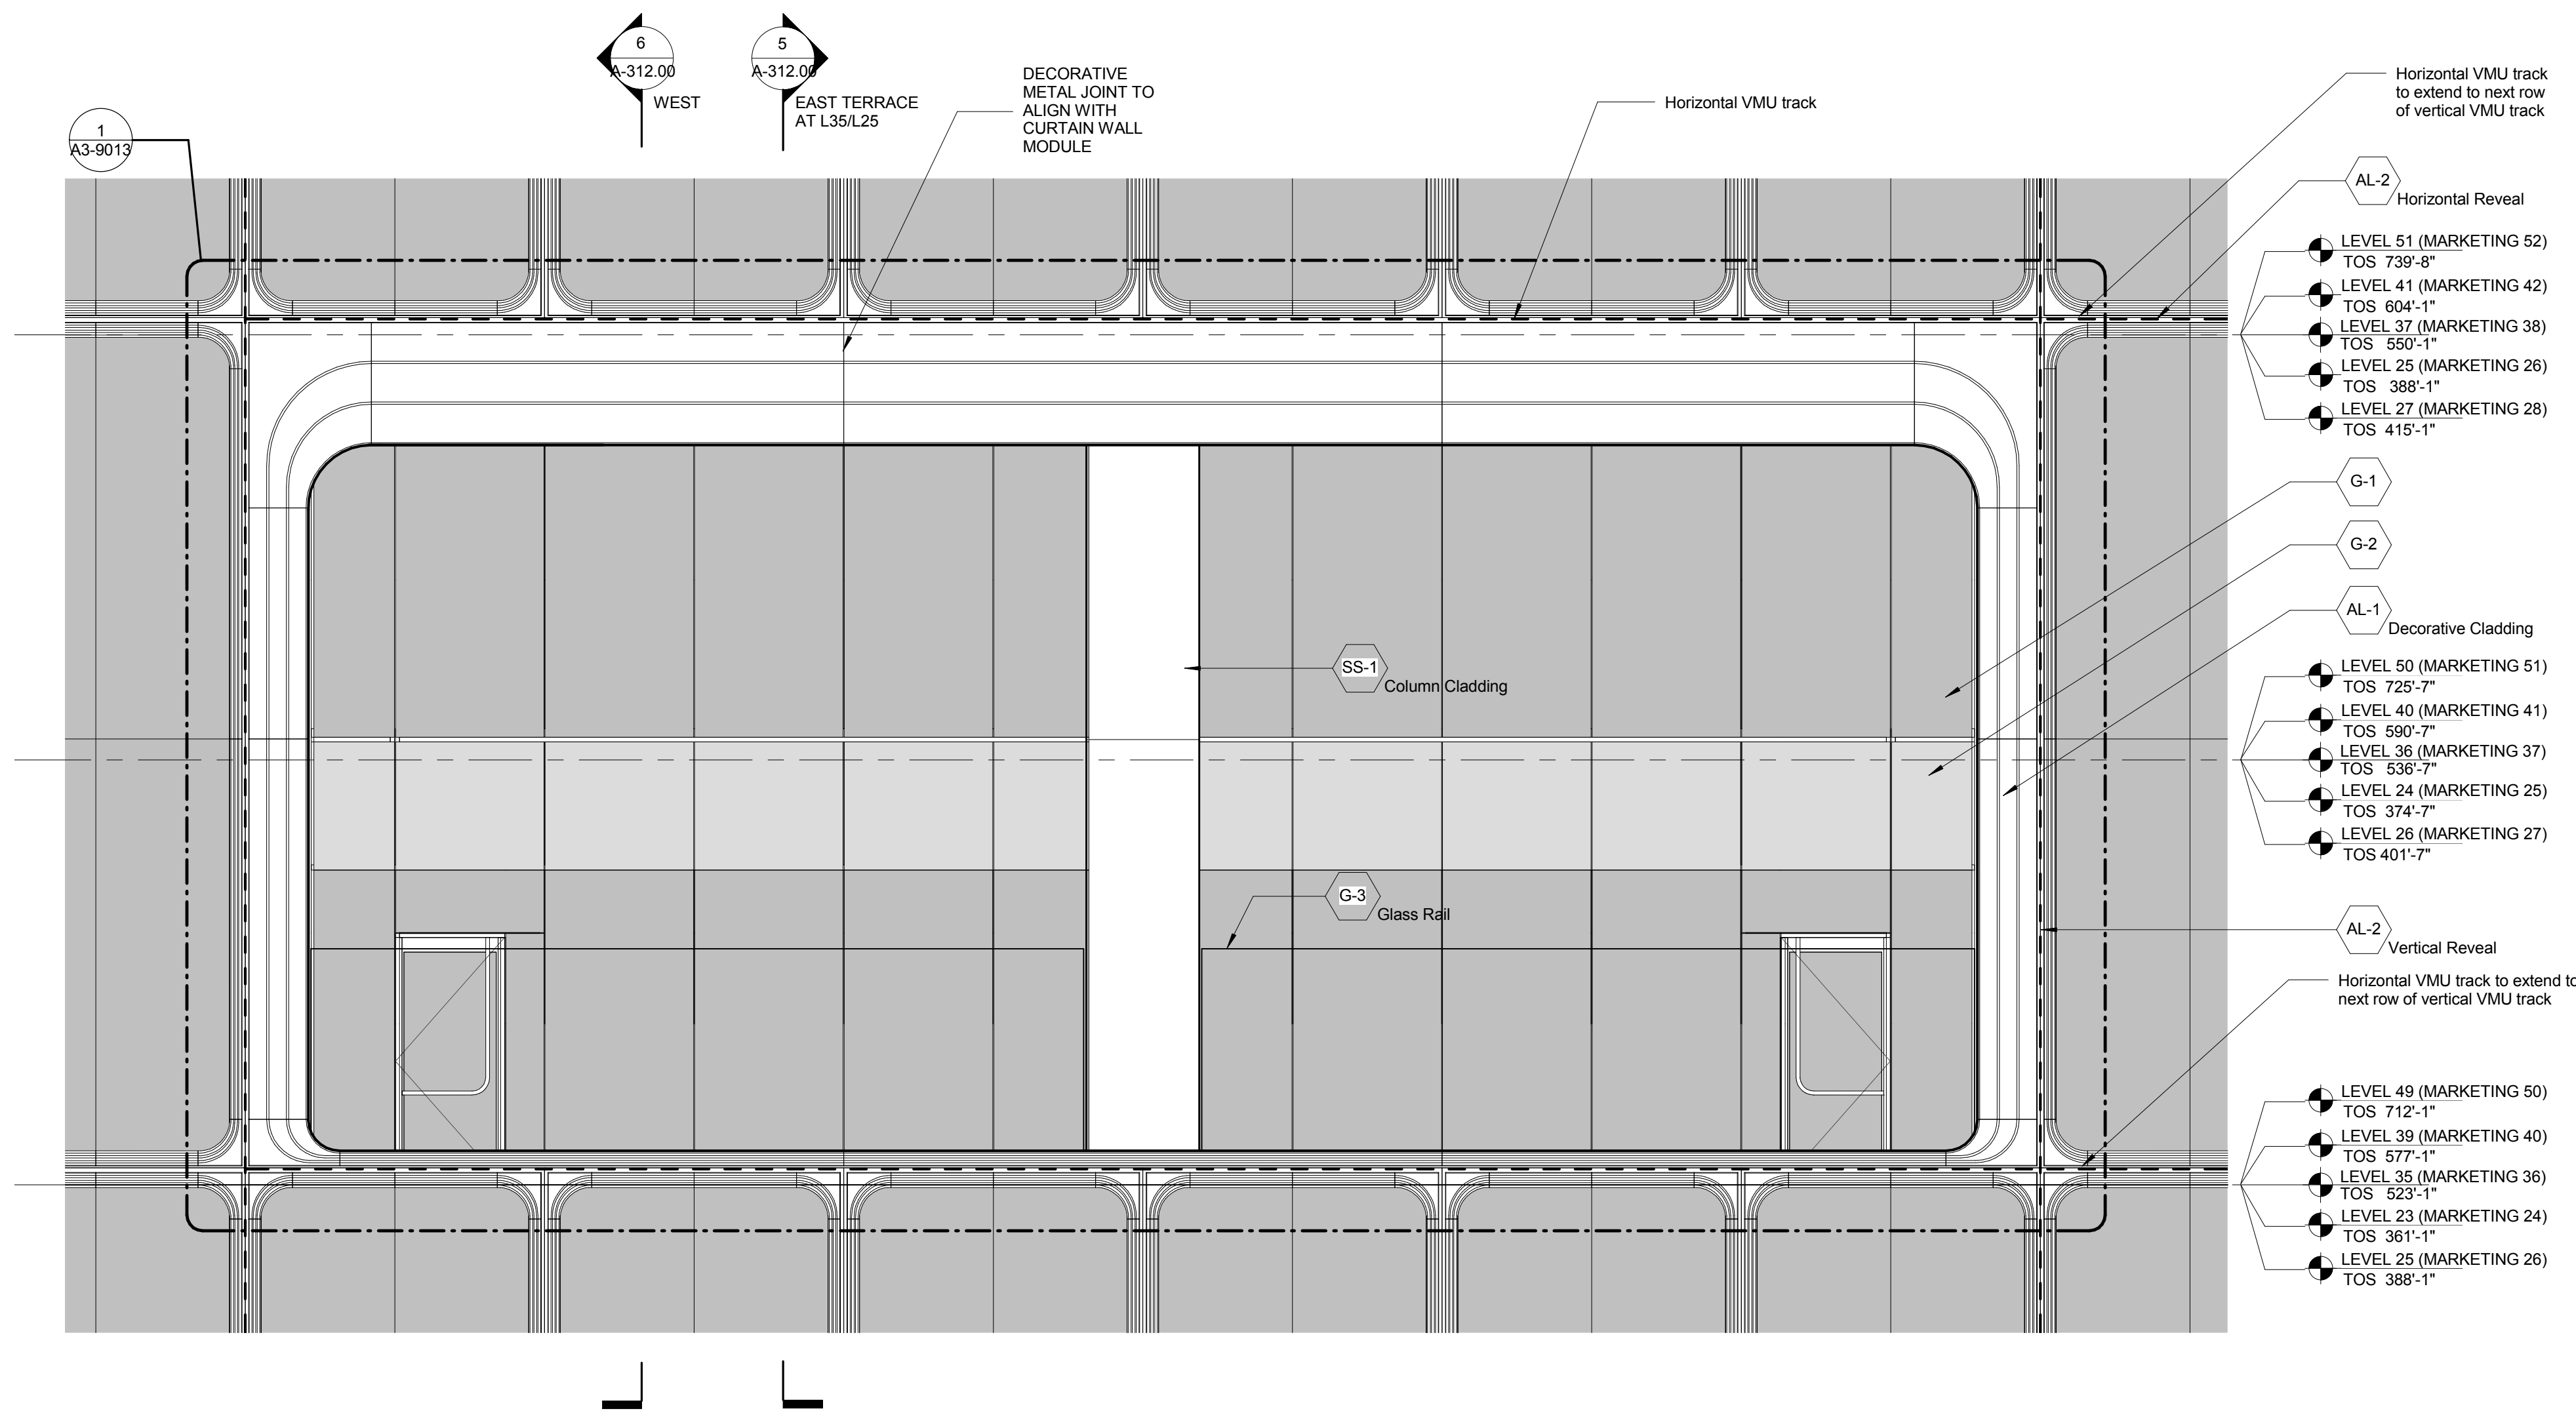 6
A-312.00
WEST
5
A-312.00
EAST TERRACE
AT L35/L25
DECORATIVE
METAL JOINT TO
ALIGN WITH
CURTAIN WALL
MODULE
Horizontal VMU track
Horizontal VMU track
to extend to next row
of vertical VMU track
1
A3-9013
AL-2
Horizontal Reveal
LEVEL 51 (MARKETING 52)
TOS 739'-8"
LEVEL 41 (MARKETING 42)
TOS 604'-1"
LEVEL 37 (MARKETING 38)
TOS 550'-1"
LEVEL 25 (MARKETING 26)
TOS 388'-1"
LEVEL 27 (MARKETING 28)
TOS 415'-1"
G-1
G-2
AL-1
Decorative Cladding
SS-1
Column Cladding
LEVEL 50 (MARKETING 51)
TOS 725'-7"
LEVEL 40 (MARKETING 41)
TOS 590'-7"
LEVEL 36 (MARKETING 37)
TOS 536'-7"
LEVEL 24 (MARKETING 25)
TOS 374'-7"
LEVEL 26 (MARKETING 27)
TOS 401'-7"
G-3
Glass Rail
AL-2
Vertical Reveal
Horizontal VMU track to extend to
next row of vertical VMU track
LEVEL 49 (MARKETING 50)
TOS 712'-1"
LEVEL 39 (MARKETING 40)
TOS 577'-1"
LEVEL 35 (MARKETING 36)
TOS 523'-1"
LEVEL 23 (MARKETING 24)
TOS 361'-1"
LEVEL 25 (MARKETING 26)
TOS 388'-1"